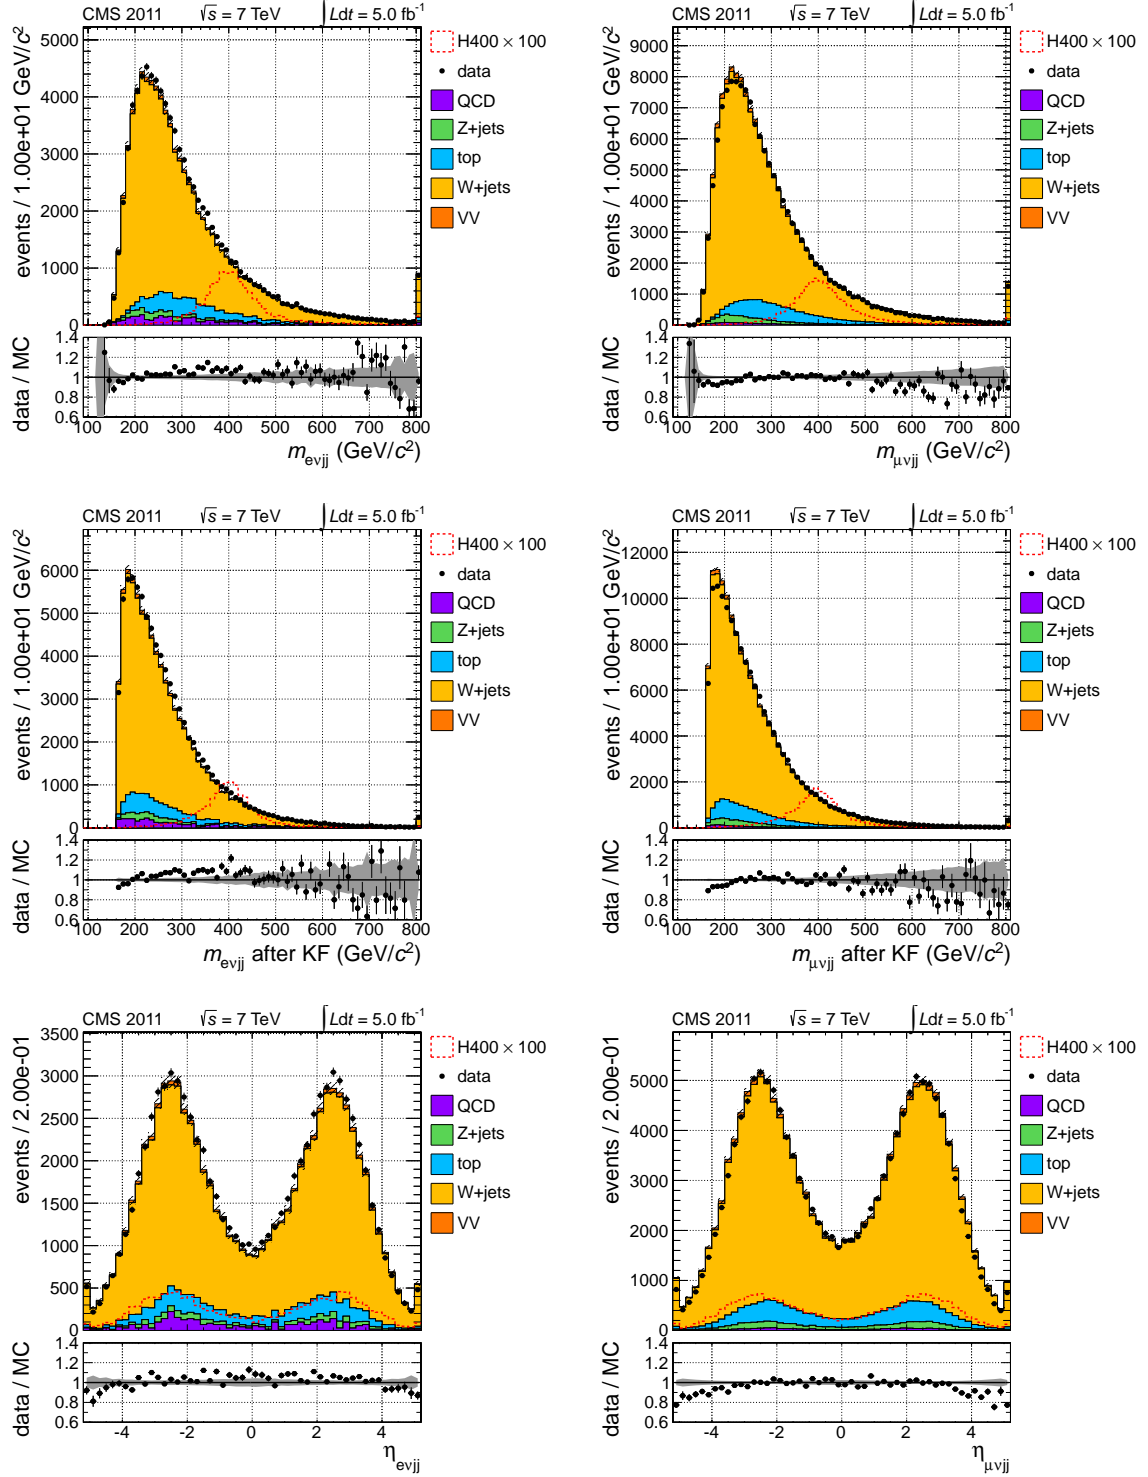 CMS 2011 √s = 7 TeV ∫Ldt = 5.0 fb⁻¹
events / 1.00e+01 GeV/c²
5000
4000
3000
2000
1000
0
H400 × 100
data
QCD
Z+jets
top
W+jets
VV
data / MC
1.4
1.2
1
0.8
0.6
100 200 300 400 500 600 700 800
m_eνjj (GeV/c²)
CMS 2011 √s = 7 TeV ∫Ldt = 5.0 fb⁻¹
events / 1.00e+01 GeV/c²
9000
8000
7000
6000
5000
4000
3000
2000
1000
0
H400 × 100
data
QCD
Z+jets
top
W+jets
VV
data / MC
1.4
1.2
1
0.8
0.6
100 200 300 400 500 600 700 800
m_μνjj (GeV/c²)
CMS 2011 √s = 7 TeV ∫Ldt = 5.0 fb⁻¹
events / 1.00e+01 GeV/c²
6000
5000
4000
3000
2000
1000
0
H400 × 100
data
QCD
Z+jets
top
W+jets
VV
data / MC
1.4
1.2
1
0.8
0.6
100 200 300 400 500 600 700 800
m_eνjj after KF (GeV/c²)
CMS 2011 √s = 7 TeV ∫Ldt = 5.0 fb⁻¹
events / 1.00e+01 GeV/c²
12000
10000
8000
6000
4000
2000
0
H400 × 100
data
QCD
Z+jets
top
W+jets
VV
data / MC
1.4
1.2
1
0.8
0.6
100 200 300 400 500 600 700 800
m_μνjj after KF (GeV/c²)
CMS 2011 √s = 7 TeV ∫Ldt = 5.0 fb⁻¹
events / 2.00e-01
3500
3000
2500
2000
1500
1000
500
0
H400 × 100
data
QCD
Z+jets
top
W+jets
VV
data / MC
1.4
1.2
1
0.8
0.6
-4 -2 0 2 4
η_eνjj
CMS 2011 √s = 7 TeV ∫Ldt = 5.0 fb⁻¹
events / 2.00e-01
5000
4000
3000
2000
1000
0
H400 × 100
data
QCD
Z+jets
top
W+jets
VV
data / MC
1.4
1.2
1
0.8
0.6
-4 -2 0 2 4
η_μνjj